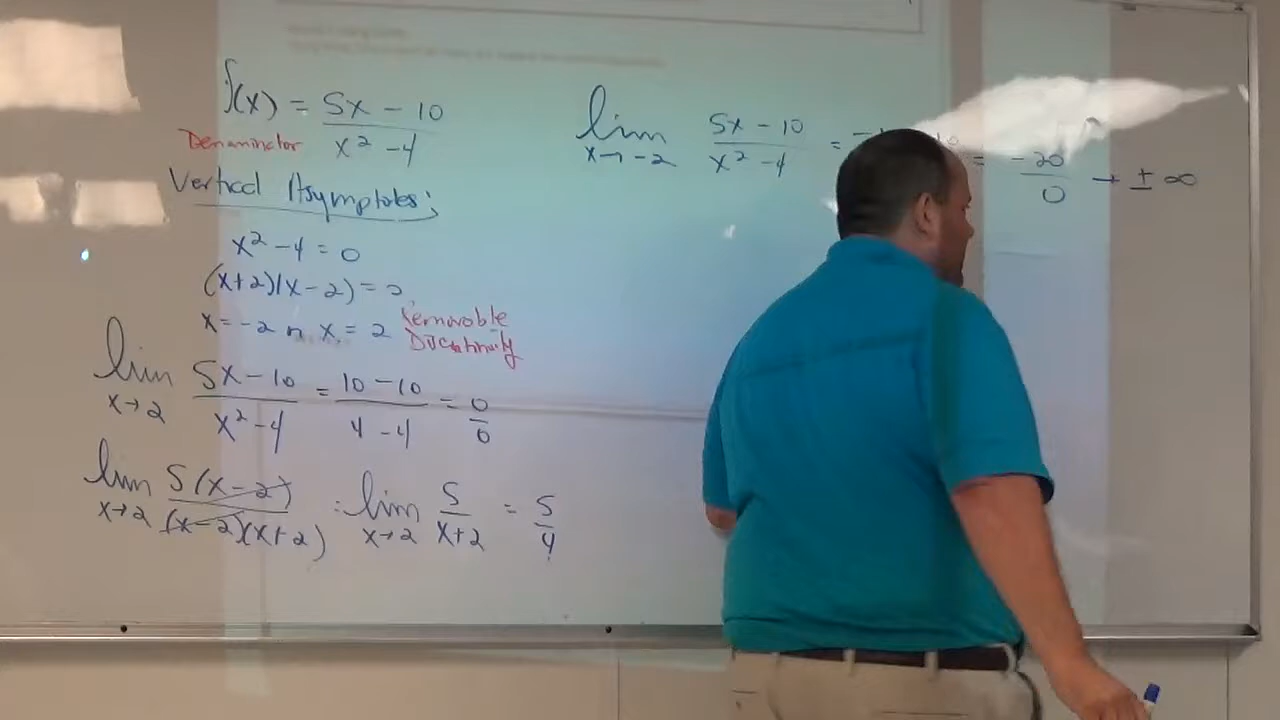 f(x) = 5x - 10 / x² - 4
Denominator
Vertical Asymptotes:
x² - 4 = 0
(x+2)(x-2) = 0
x = -2 or x = 2 Removable
Discontinuity
lim x→2 5x-10 / x²-4 = 10-10 / 4-4 = 0/0
lim x→2 5(x-2) / (x-2)(x+2) = lim x→2 5 / x+2 = 5/4
lim x→-2 5x-10 / x²-4 = = -20/0 → ± ∞